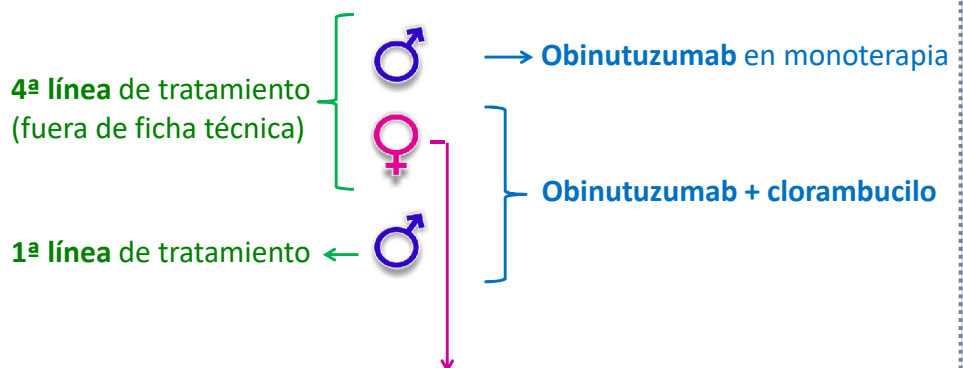 Obinutuzumab en monoterapia
4ª línea de tratamiento
(fuera de ficha técnica)
Obinutuzumab + clorambucilo
1ª línea de tratamiento